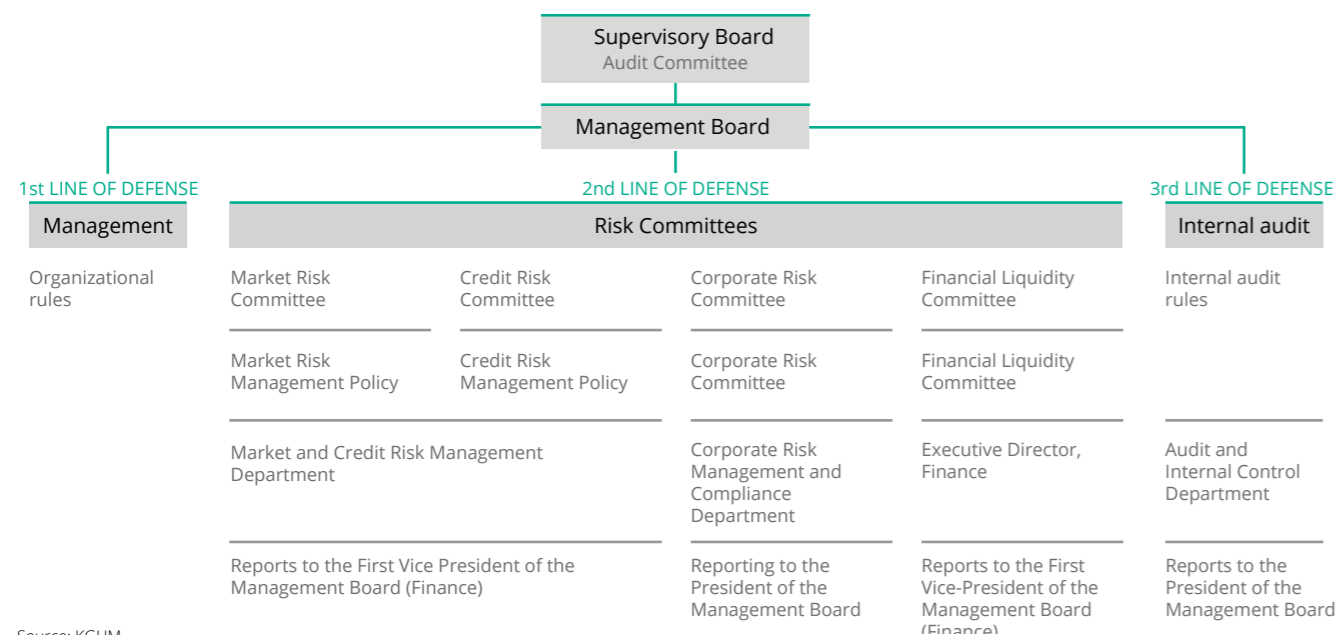 Supervisory Board
Audit Committee
Management Board
1st LINE OF DEFENSE
2nd LINE OF DEFENSE
3rd LINE OF DEFENSE
Management
Risk Committees
Internal audit
Organizational
rules
Market Risk
Committee
Credit Risk
Committee
Corporate Risk
Committee
Financial Liquidity
Committee
Internal audit
rules
Market Risk
Management Policy
Credit Risk
Management Policy
Corporate Risk
Committee
Financial Liquidity
Committee
Market and Credit Risk Management
Department
Corporate Risk
Management and
Compliance
Department
Executive Director,
Finance
Audit and
Internal Control
Department
Reports to the First Vice President of the
Management Board (Finance)
Reporting to the
President of the
Management Board
Reports to the First
Vice-President of the
Management Board
(Finance)
Reports to the
President of the
Management Board
Source: KGHM